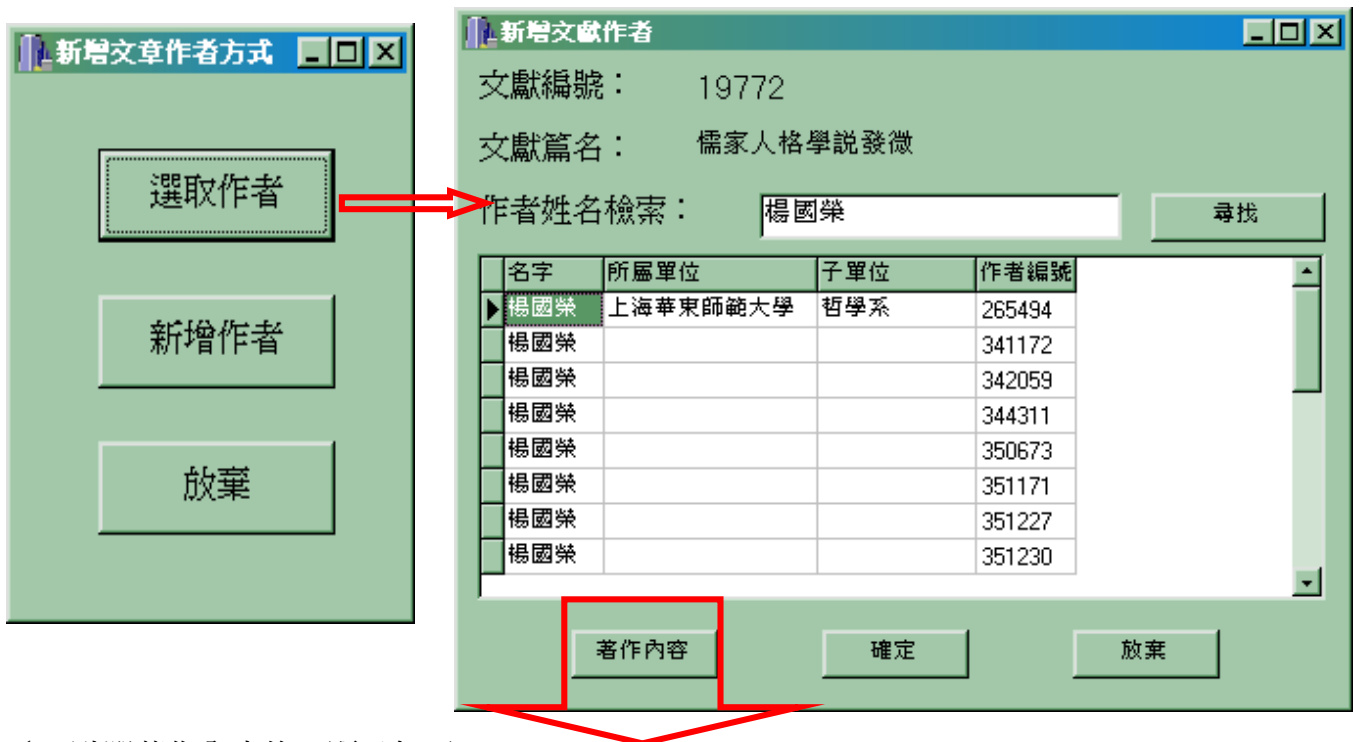 新增文章作者方式
選取作者
新增作者
放棄
新增文獻作者
文獻編號： 19772
文獻篇名： 儒家人格學說發微
作者姓名檢索： 楊國榮 尋找
名字 所屬單位 子單位 作者編號
楊國榮 上海華東師範大學 哲學系 265494
楊國榮 341172
楊國榮 342059
楊國榮 344311
楊國榮 350673
楊國榮 351171
楊國榮 351227
楊國榮 351230
著作內容 確定 放棄